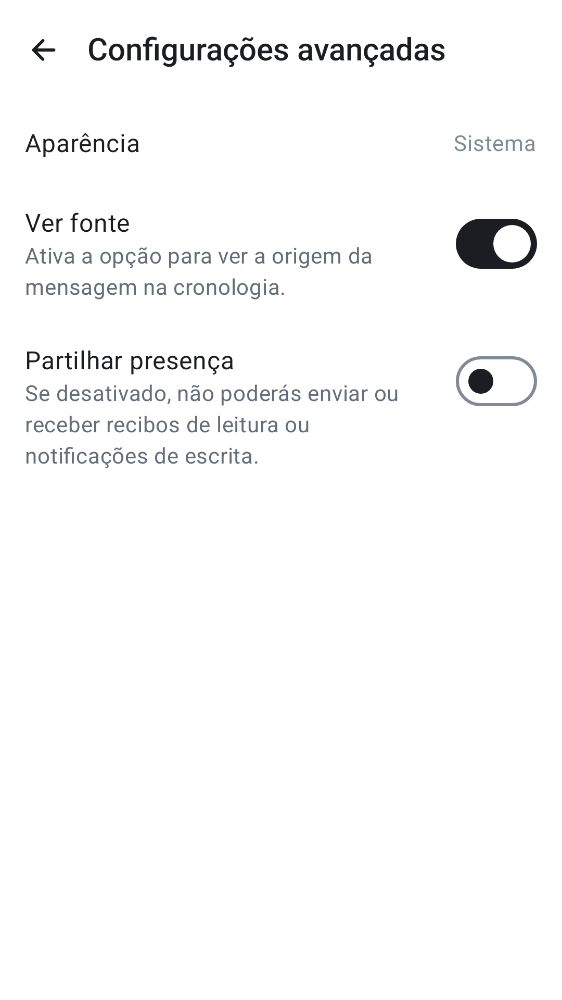 Configurações avançadas
Aparência
Sistema
Ver fonte
Ativa a opção para ver a origem da
mensagem na cronologia.
Partilhar presença
Se desativado, não poderás enviar ou
receber recibos de leitura ou
notificações de escrita.